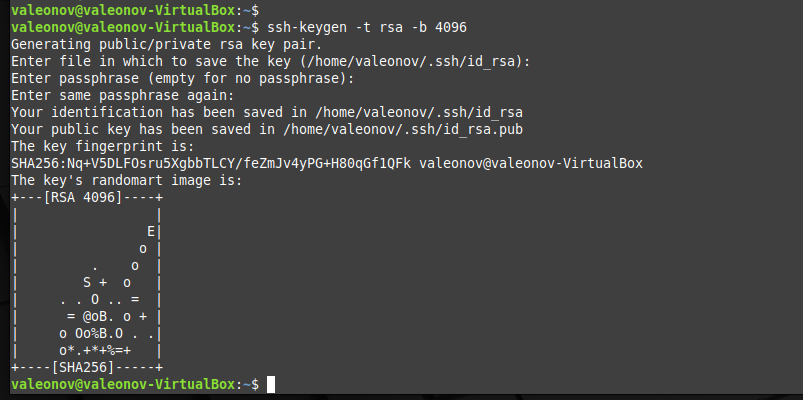 valeonov@valeonov-VirtualBox:~$
valeonov@valeonov-VirtualBox:~$ ssh-keygen -t rsa -b 4096
Generating public/private rsa key pair.
Enter file in which to save the key (/home/valeonov/.ssh/id_rsa):
Enter passphrase (empty for no passphrase):
Enter same passphrase again:
Your identification has been saved in /home/valeonov/.ssh/id_rsa
Your public key has been saved in /home/valeonov/.ssh/id_rsa.pub
The key fingerprint is:
SHA256:Nq+V5DLFOsru5XgbbTLCY/feZmJv4yPG+H80qGf1QFk valeonov@valeonov-VirtualBox
The key's randomart image is:
+---[RSA 4096]----+
|                 |
|                E|
|               o |
|         .    o  |
|        S +  o   |
|     . . O .. =  |
|      = @oB. o + |
|     o Oo%B.O . .|
|     o*.+*+%=+   |
+----[SHA256]-----+
valeonov@valeonov-VirtualBox:~$